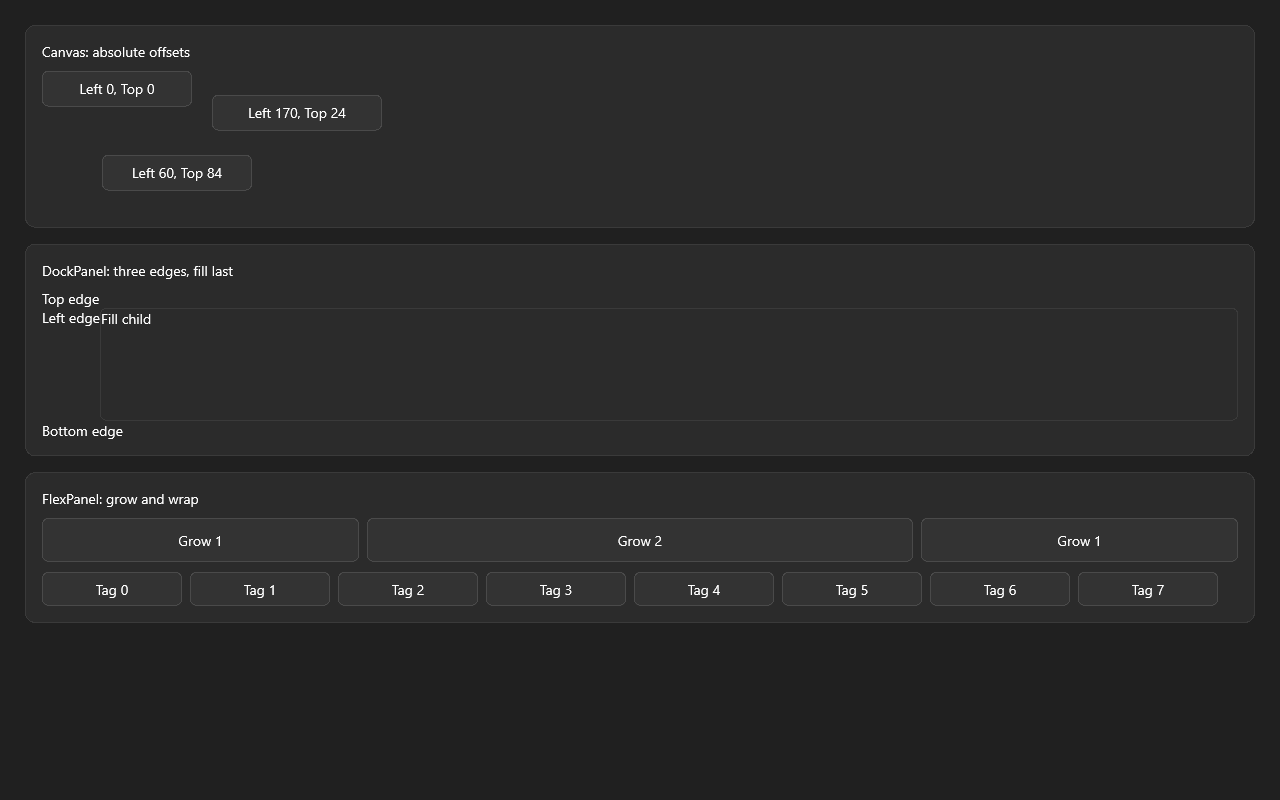 Canvas: absolute offsets
Left 0, Top 0
Left 170, Top 24
Left 60, Top 84
DockPanel: three edges, fill last
Top edge
Left edge
Fill child
Bottom edge
FlexPanel: grow and wrap
Grow 1
Grow 2
Grow 1
Tag 0
Tag 1
Tag 2
Tag 3
Tag 4
Tag 5
Tag 6
Tag 7